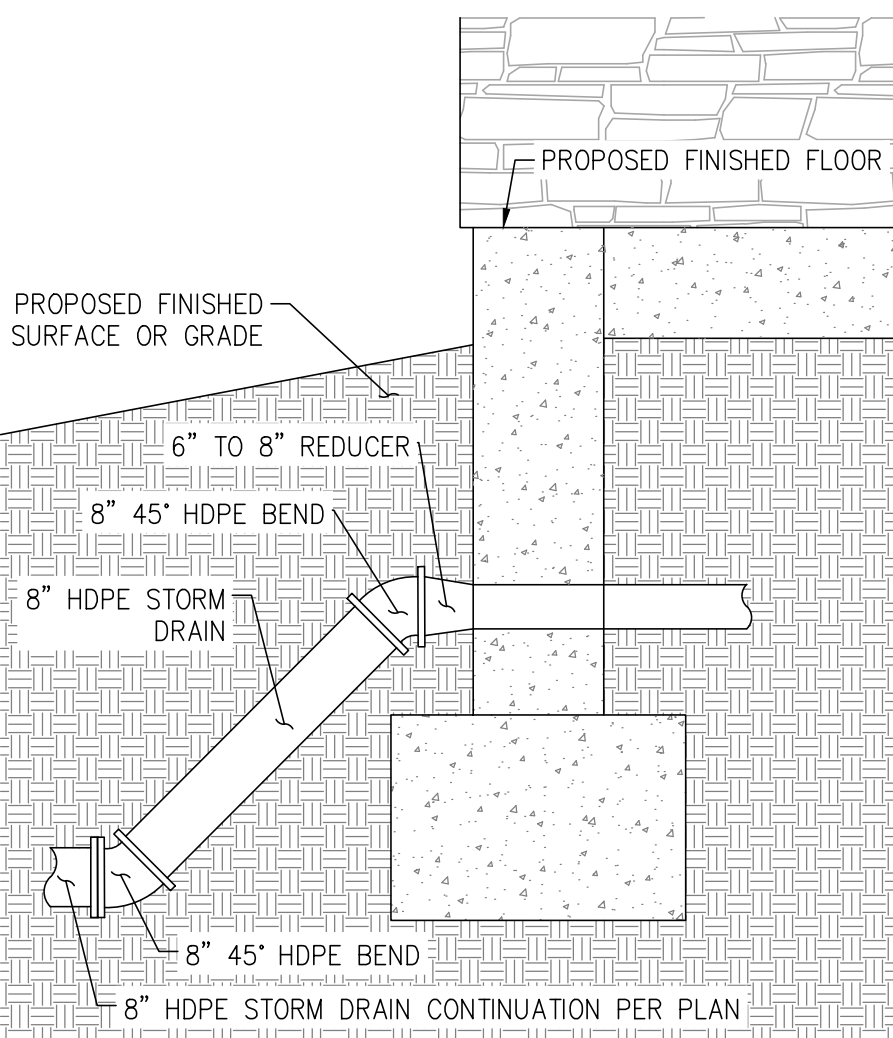 PROPOSED FINISHED FLOOR
PROPOSED FINISHED
SURFACE OR GRADE
6” TO 8” REDUCER
8” 45° HDPE BEND
8” HDPE STORM
DRAIN
8” 45° HDPE BEND
8” HDPE STORM DRAIN CONTINUATION PER PLAN